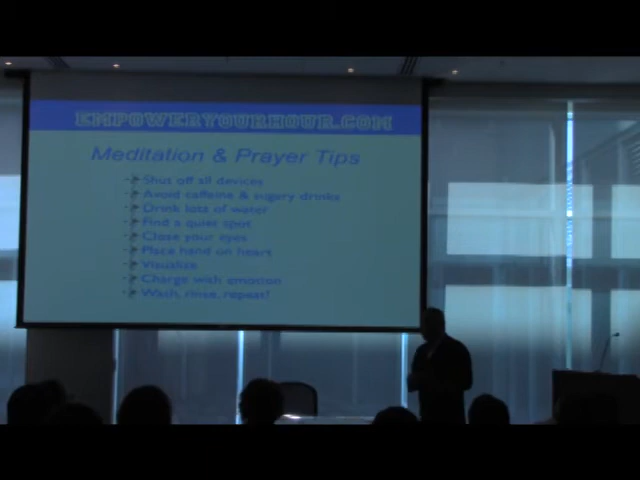 EMPOWERYOURHOUR.COM
Meditation & Prayer Tips
Shut off all devices
Avoid caffeine & sugary drinks
Drink lots of water
Find a quiet spot
Close your eyes
Place hand on heart
Visualize
Charge with emotion
Wash, rinse, repeat!